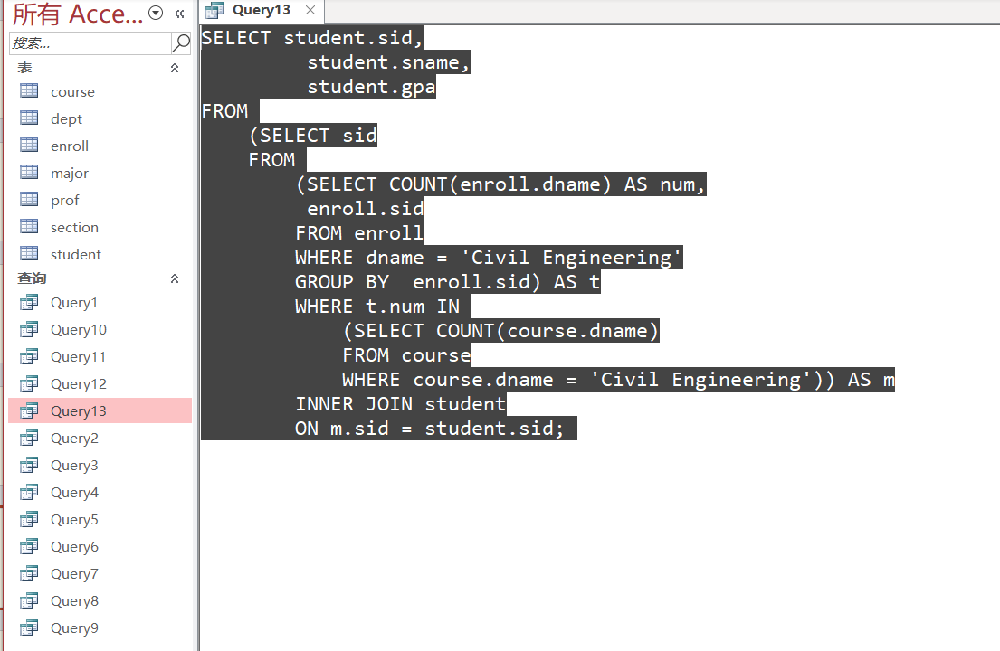 所有 Acce...
«
搜索...
表
course
dept
enroll
major
prof
section
student
查询
Query1
Query10
Query11
Query12
Query13
Query2
Query3
Query4
Query5
Query6
Query7
Query8
Query9
Query13
SELECT student.sid,
student.sname,
student.gpa
FROM
(SELECT sid
FROM
(SELECT COUNT(enroll.dname) AS num,
enroll.sid
FROM enroll
WHERE dname = 'Civil Engineering'
GROUP BY  enroll.sid) AS t
WHERE t.num IN
(SELECT COUNT(course.dname)
FROM course
WHERE course.dname = 'Civil Engineering')) AS m
INNER JOIN student
ON m.sid = student.sid;